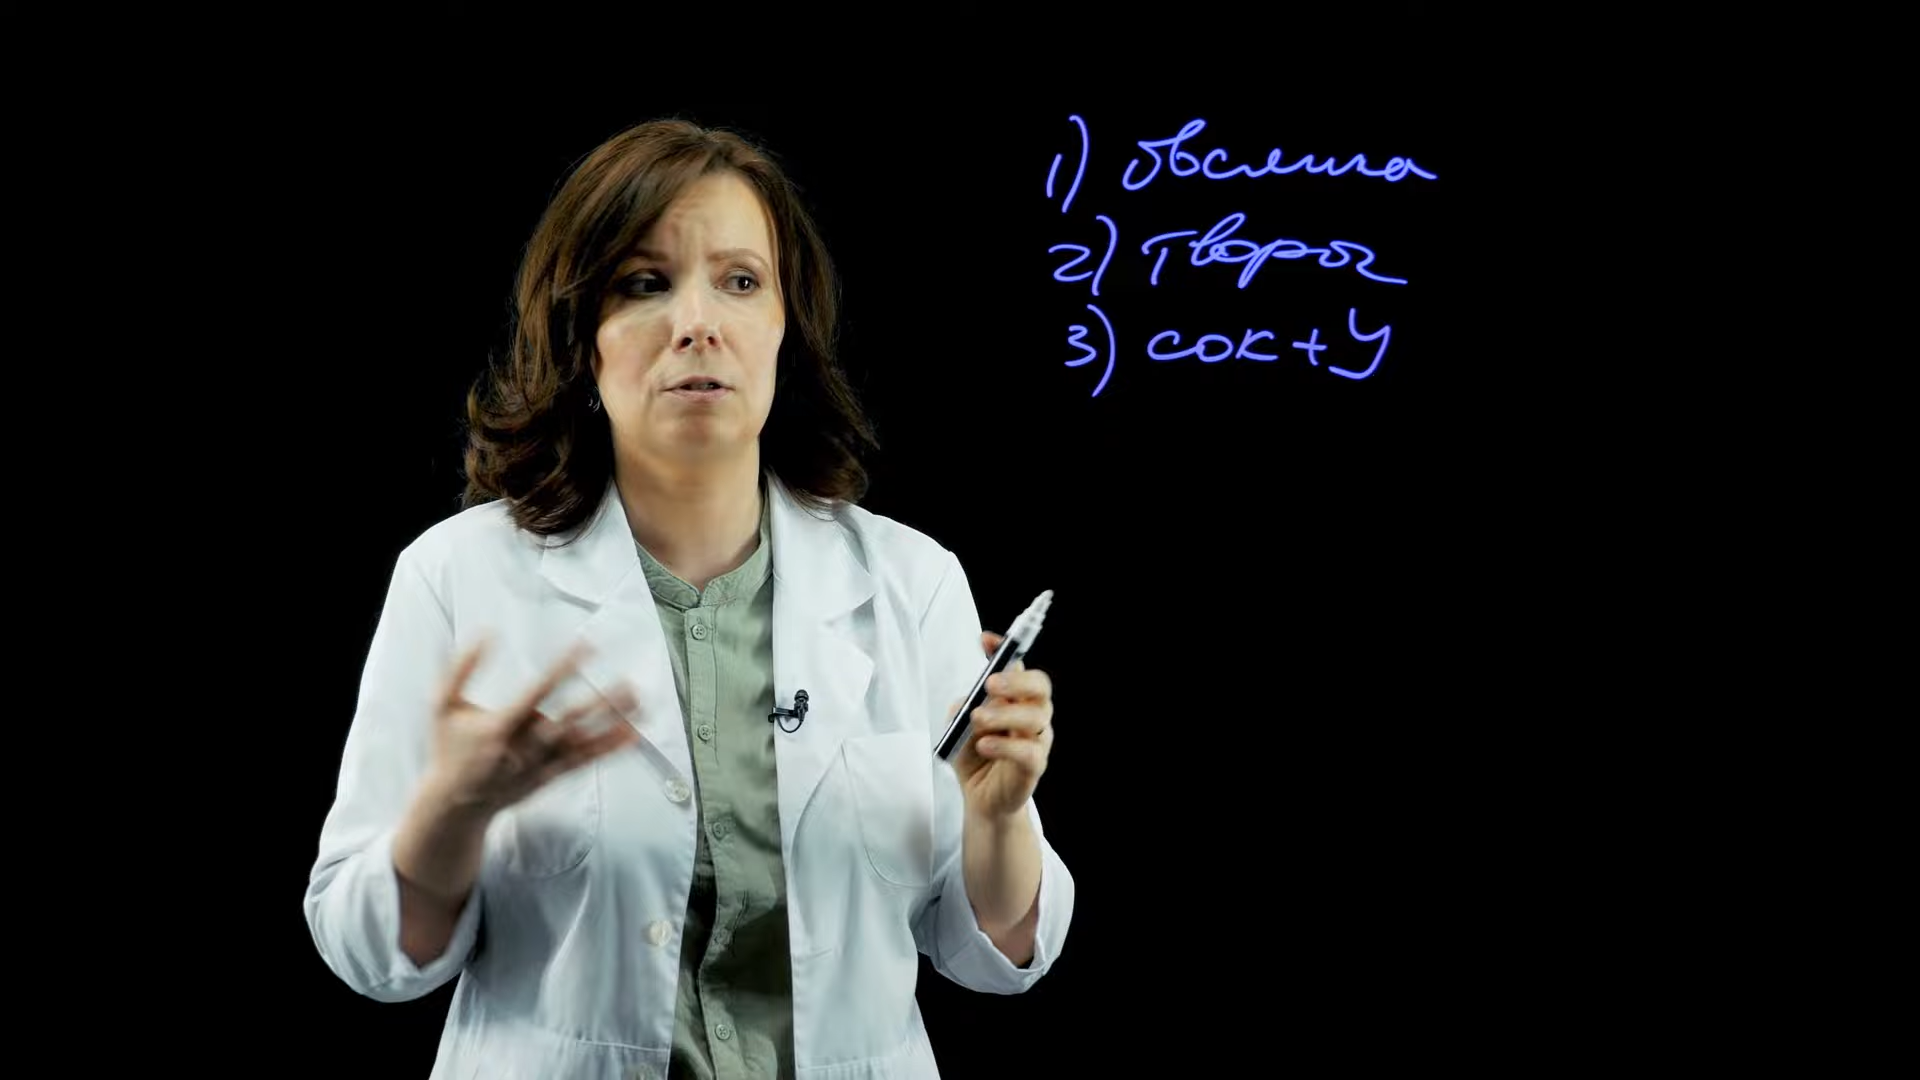 1) Овсянка
2) Творог
3) сок + У